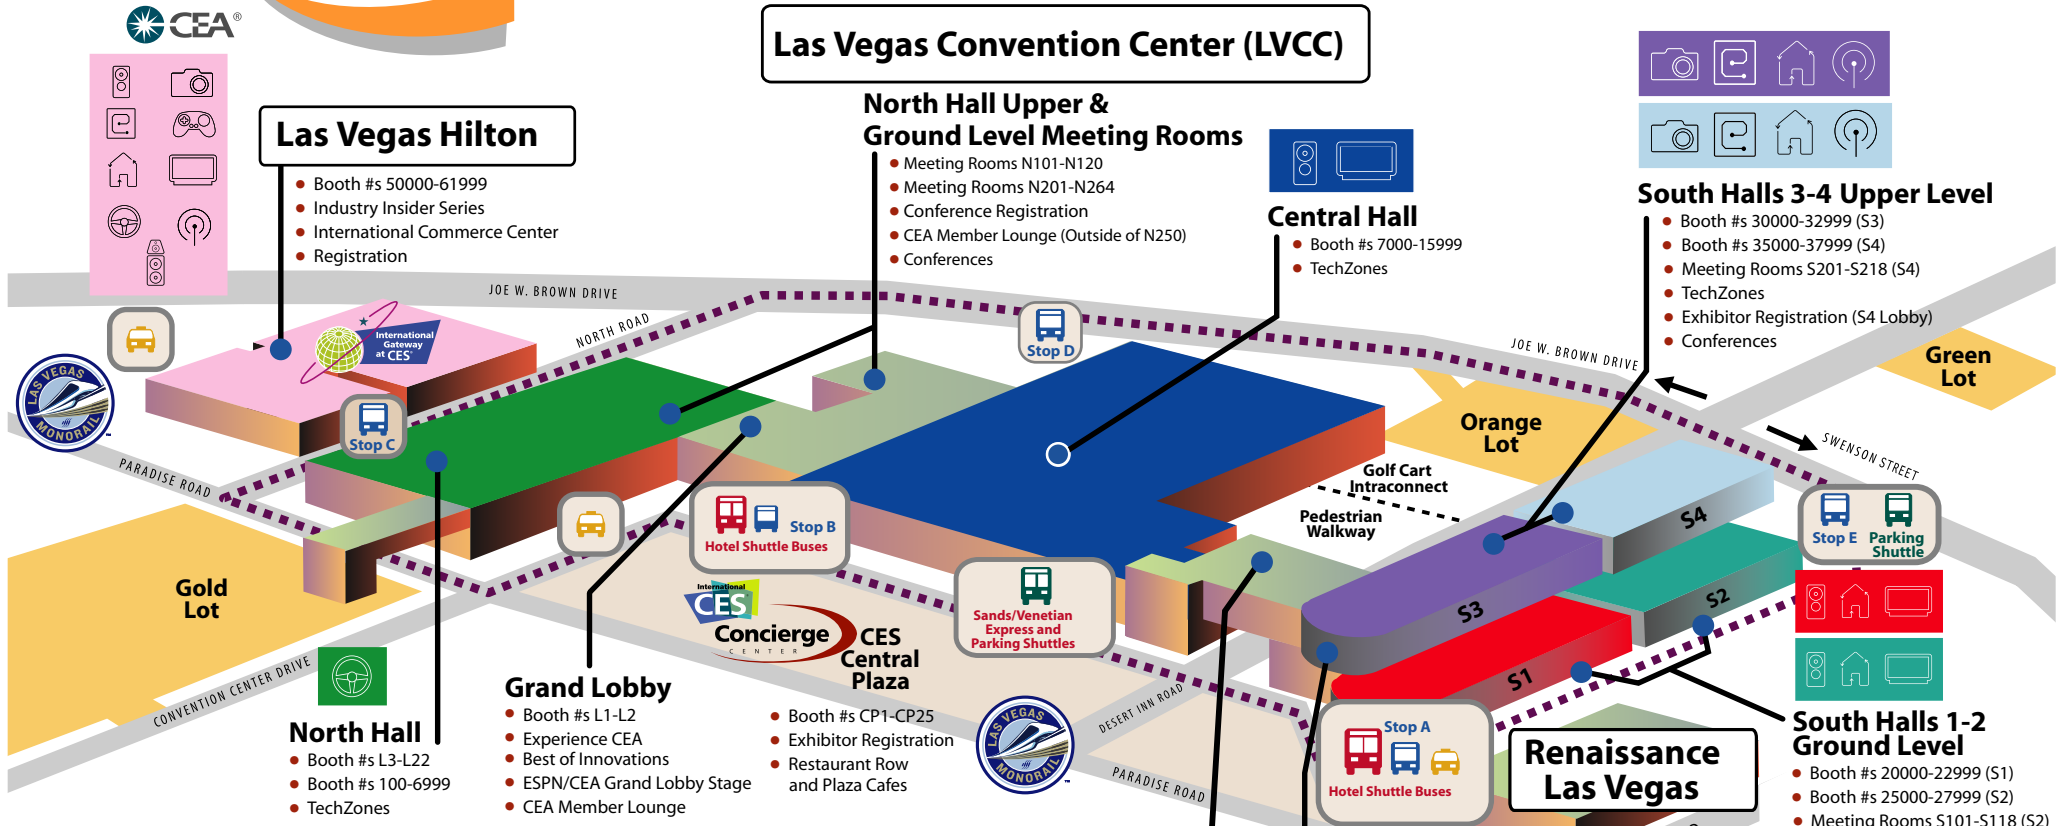 CEA®
Las Vegas Convention Center (LVCC)
Las Vegas Hilton
Booth #s 50000-61999
Industry Insider Series
International Commerce Center
Registration
North Hall Upper &
Ground Level Meeting Rooms
Meeting Rooms N101-N120
Meeting Rooms N201-N264
Conference Registration
CEA Member Lounge (Outside of N250)
Conferences
Central Hall
Booth #s 7000-15999
TechZones
South Halls 3-4 Upper Level
Booth #s 30000-32999 (S3)
Booth #s 35000-37999 (S4)
Meeting Rooms S201-S218 (S4)
TechZones
Exhibitor Registration (S4 Lobby)
Conferences
JOE W. BROWN DRIVE
NORTH ROAD
International
Gateway
at CES®
Stop D
JOE W. BROWN DRIVE
Green
Lot
LAS VEGAS
MONORAIL™
Stop C
Orange
Lot
SWENSON STREET
PARADISE ROAD
Golf Cart
Intraconnect
Pedestrian
Walkway
S4
Stop B
Hotel Shuttle Buses
Stop E
Parking
Shuttle
Gold
Lot
International
CES
Concierge
CENTER
CES
Central
Plaza
Sands/Venetian
Express and
Parking Shuttles
S3
S2
S1
CONVENTION CENTER DRIVE
DESERT INN ROAD
North Hall
Booth #s L3-L22
Booth #s 100-6999
TechZones
Grand Lobby
Booth #s L1-L2
Experience CEA
Best of Innovations
ESPN/CEA Grand Lobby Stage
CEA Member Lounge
Booth #s CP1-CP25
Exhibitor Registration
Restaurant Row
and Plaza Cafes
LAS VEGAS
MONORAIL™
PARADISE ROAD
Stop A
Hotel Shuttle Buses
Renaissance
Las Vegas
South Halls 1-2
Ground Level
Booth #s 20000-22999 (S1)
Booth #s 25000-27999 (S2)
Meeting Rooms S101-S118 (S2)